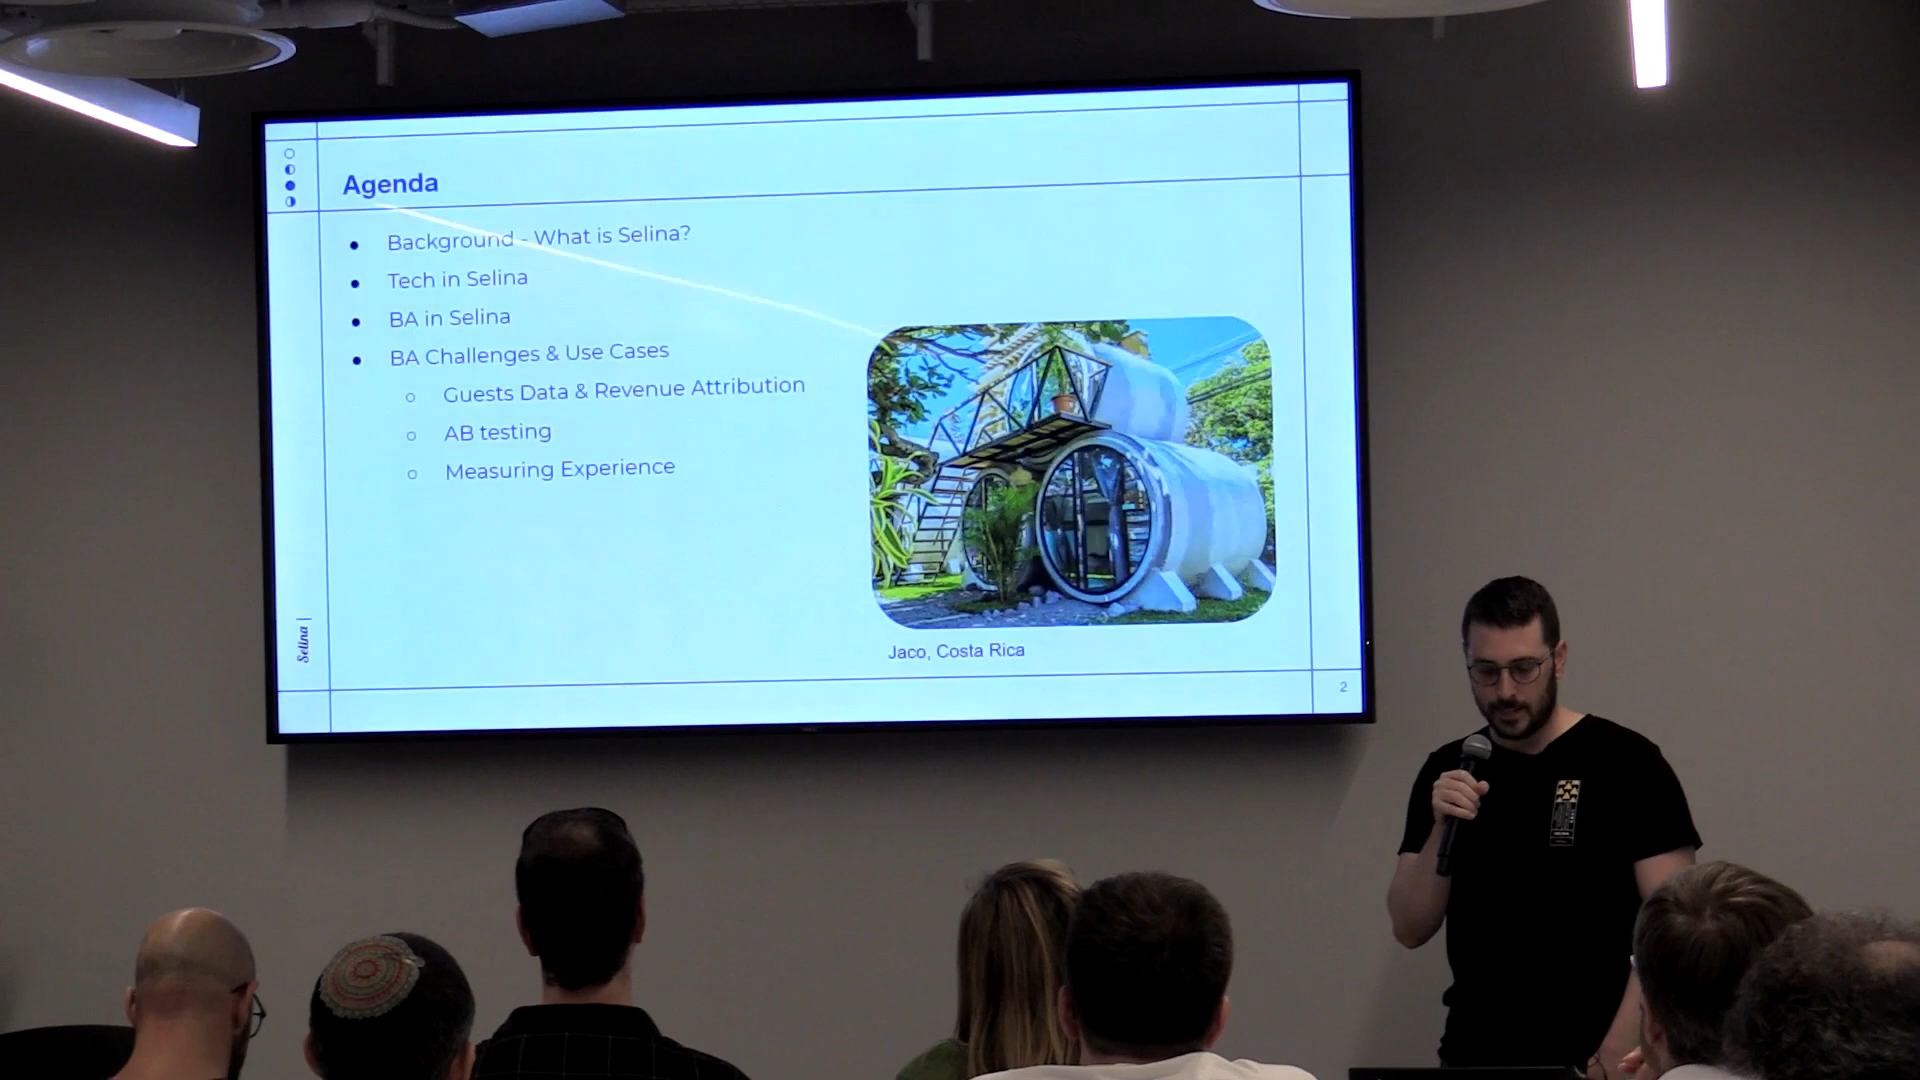 Agenda
Background - What is Selina?
Tech in Selina
BA in Selina
BA Challenges & Use Cases
Guests Data & Revenue Attribution
AB testing
Measuring Experience
Jaco, Costa Rica
Selina |
2